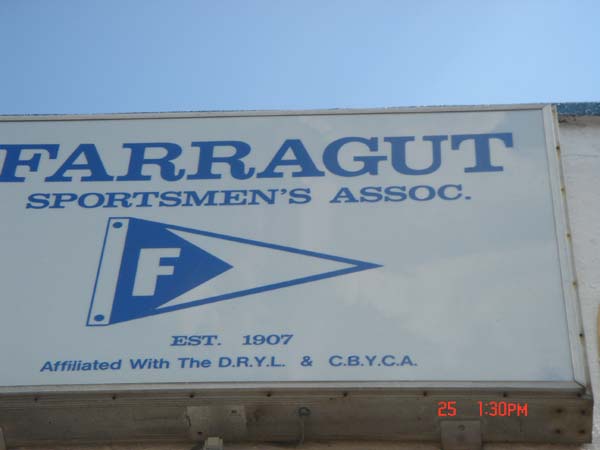 FARRAGUT
SPORTSMEN'S ASSOC.
F
EST. 1907
Affiliated With The D.R.Y.L. & C.B.Y.C.A.
25 1:30PM